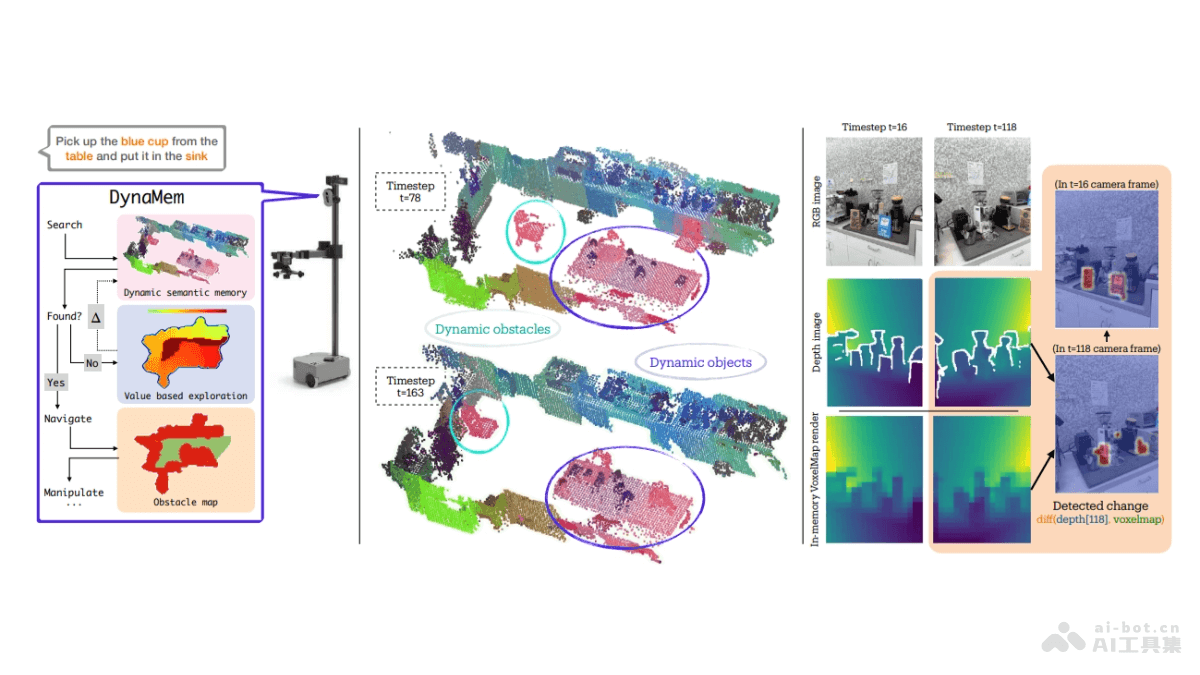 Pick up the blue cup from the
table and put it in the sink
DynaMem
Search
Dynamic semantic memory
Found?
Δ
No
Value based exploration
Yes
Navigate
Manipulate
...
Obstacle map
Timestep
t=78
Dynamic obstacles
Dynamic objects
Timestep
t=163
Timestep t=16
Timestep t=118
RGB image
Depth image
In-memory VoxelMap render
(In t=16 camera frame)
(In t=118 camera frame)
Detected change
diff(depth[118], voxelmap)
ai-bot.cn
AI工具集